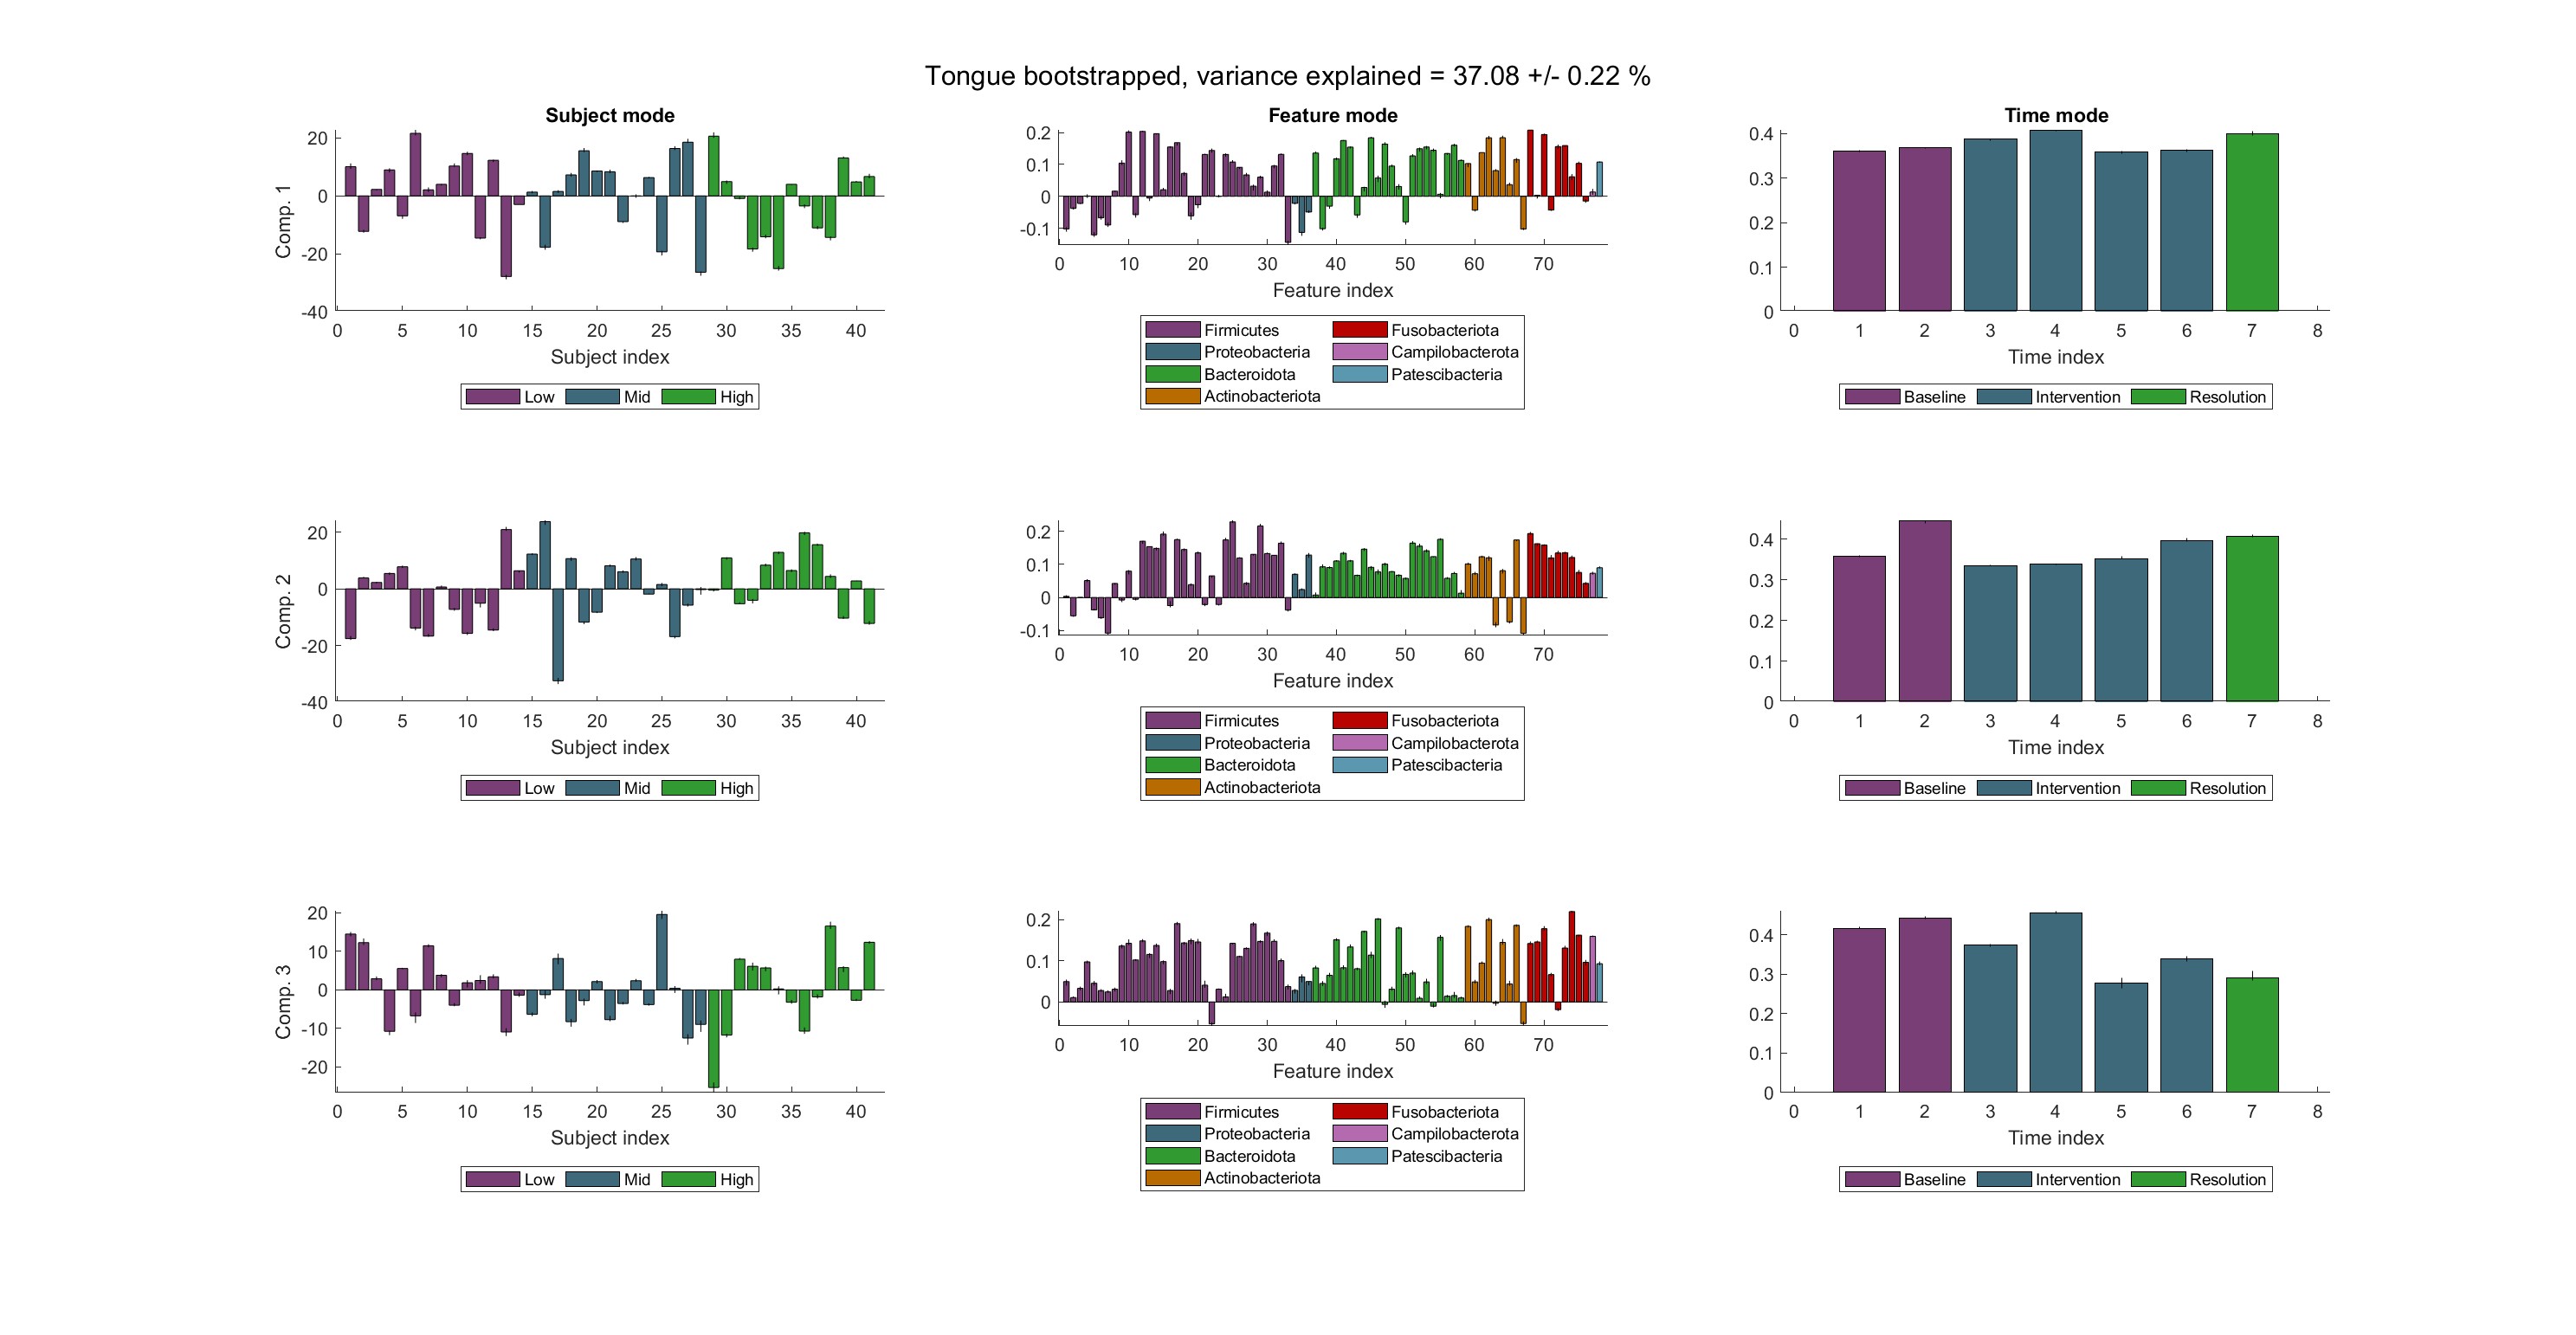 Tongue bootstrapped, variance explained = 37.08 +/- 0.22 %
Subject mode
Comp. 1
20
0
-20
-40
0 5 10 15 20 25 30 35 40
Subject index
Low Mid High
Feature mode
0.2
0.1
0
-0.1
0 10 20 30 40 50 60 70
Feature index
Firmicutes Fusobacteriota
Proteobacteria Campilobacterota
Bacteroidota Patescibacteria
Actinobacteriota
Time mode
0.4
0.3
0.2
0.1
0
0 1 2 3 4 5 6 7 8
Time index
Baseline Intervention Resolution
Comp. 2
20
0
-20
-40
0 5 10 15 20 25 30 35 40
Subject index
Low Mid High
0.2
0.1
0
-0.1
0 10 20 30 40 50 60 70
Feature index
Firmicutes Fusobacteriota
Proteobacteria Campilobacterota
Bacteroidota Patescibacteria
Actinobacteriota
0.4
0.3
0.2
0.1
0
0 1 2 3 4 5 6 7 8
Time index
Baseline Intervention Resolution
Comp. 3
20
10
0
-10
-20
0 5 10 15 20 25 30 35 40
Subject index
Low Mid High
0.2
0.1
0
0 10 20 30 40 50 60 70
Feature index
Firmicutes Fusobacteriota
Proteobacteria Campilobacterota
Bacteroidota Patescibacteria
Actinobacteriota
0.4
0.3
0.2
0.1
0
0 1 2 3 4 5 6 7 8
Time index
Baseline Intervention Resolution